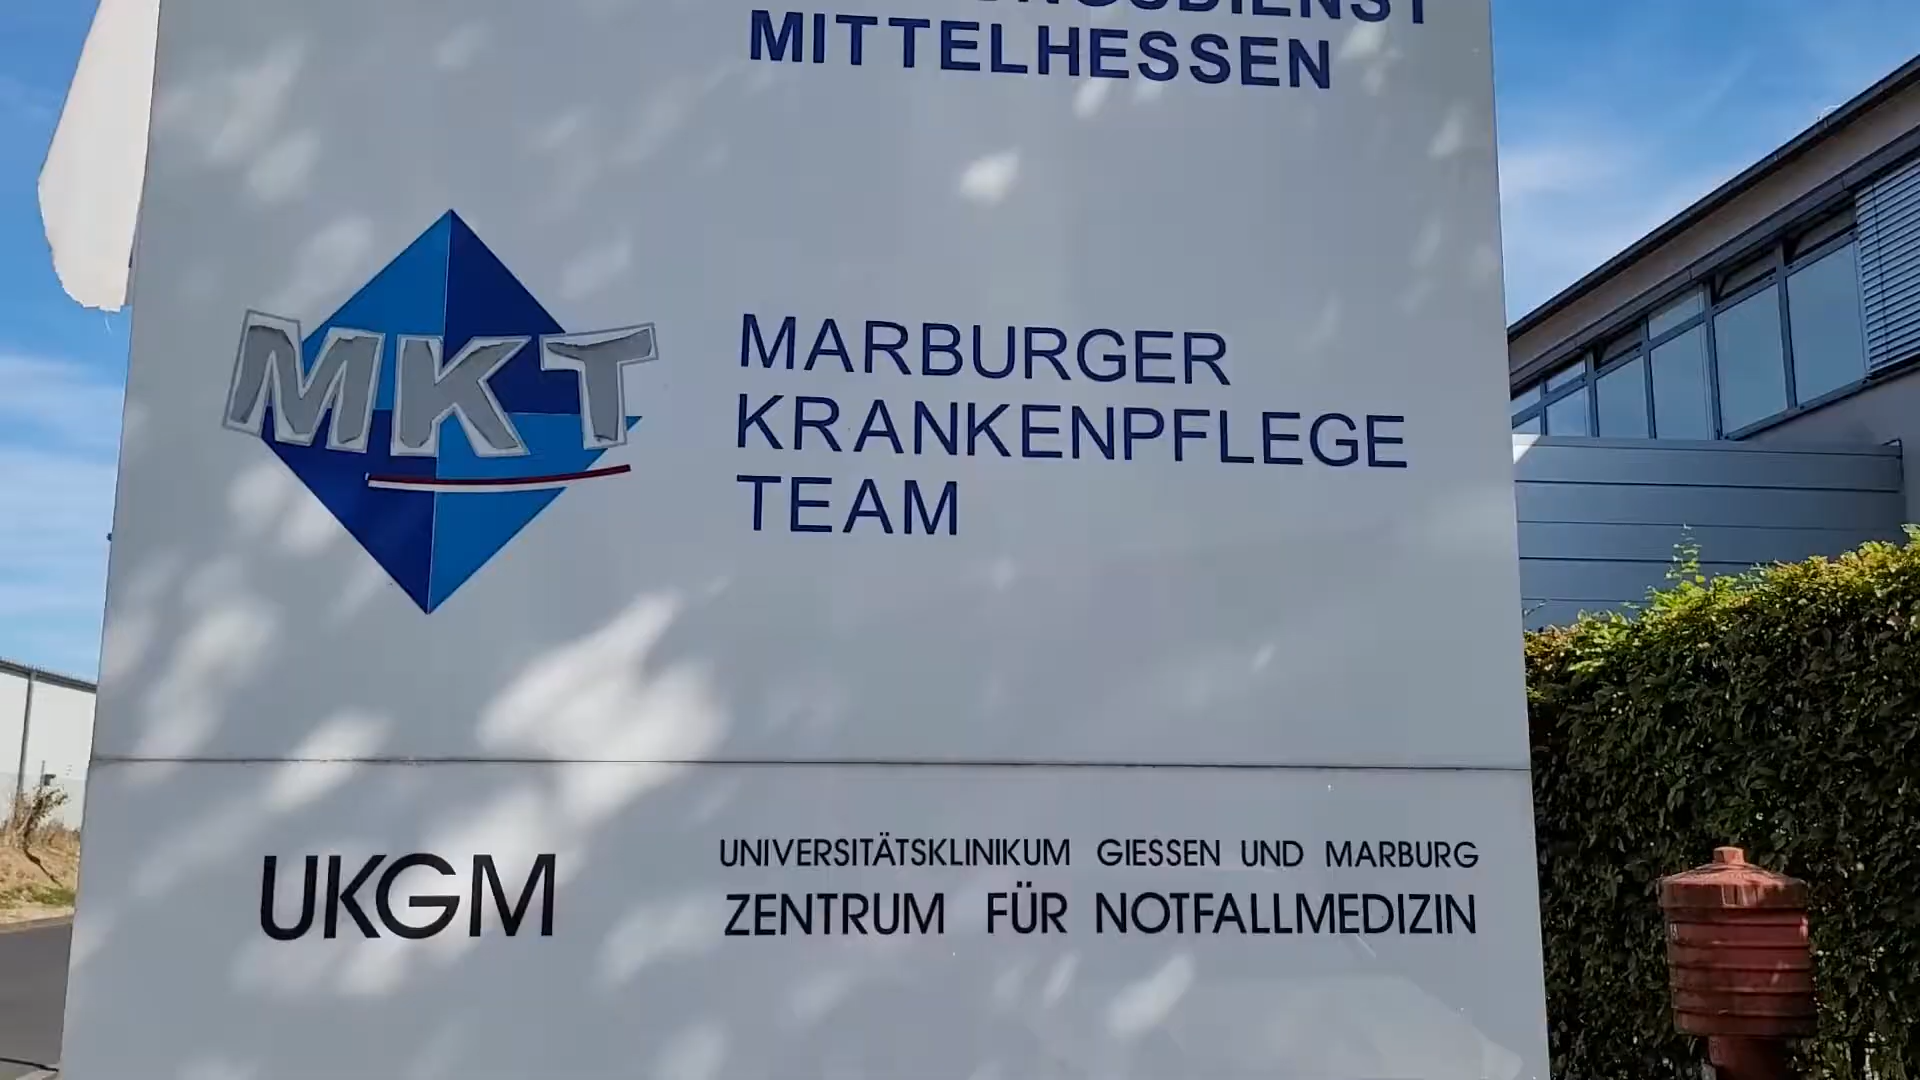 MITTELHESSEN
MKT
MARBURGER
KRANKENPFLEGE
TEAM
UKGM
UNIVERSITÄTSKLINIKUM GIESSEN UND MARBURG
ZENTRUM FÜR NOTFALLMEDIZIN